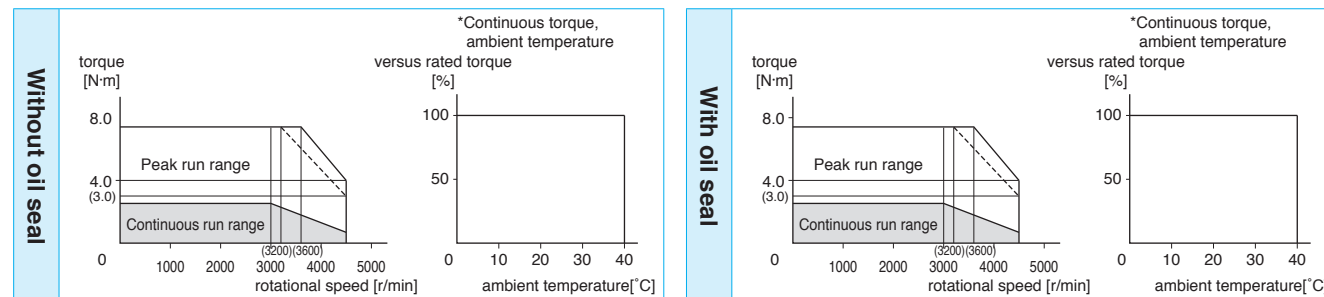 Without oil seal
torque
[N·m]
8.0
4.0
(3.0)
0
Peak run range
Continuous run range
(3200)(3600)
1000 2000 3000 4000 5000
rotational speed [r/min]
*Continuous torque,
ambient temperature
versus rated torque
[%]
100
50
0 10 20 30 40
ambient temperature[˚C]
With oil seal
torque
[N·m]
8.0
4.0
(3.0)
0
Peak run range
Continuous run range
(3200)(3600)
1000 2000 3000 4000 5000
rotational speed [r/min]
*Continuous torque,
ambient temperature
versus rated torque
[%]
100
50
0 10 20 30 40
ambient temperature[˚C]